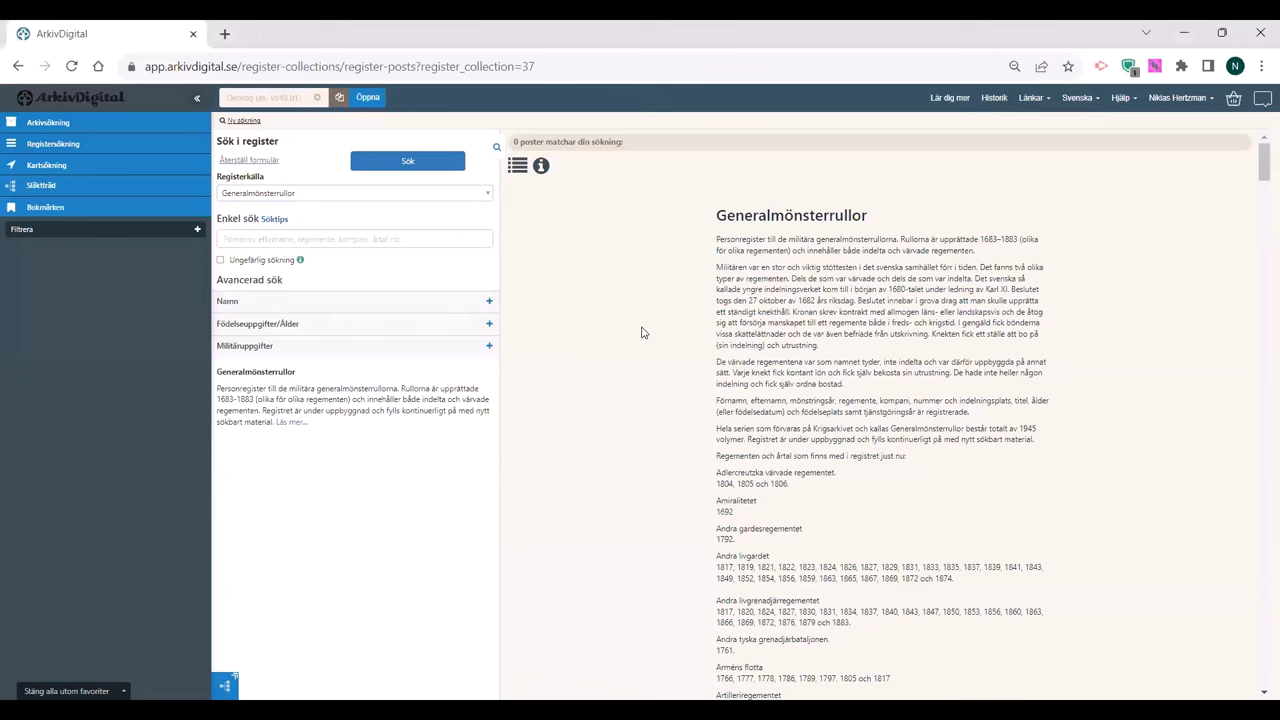 ArkivDigital
app.arkivdigital.se/register-collections/register-posts?register_collection=37
N
1
ArkivDigital
Genväg (ex. v849.b1)
Öppna
Lär dig mer
Historik
Länkar
Svenska
Hjälp
Niklas Hertzman
Arkivsökning
Registersökning
Kartsökning
Släktträd
Bokmärken
Filtrera
Stäng alla utom favoriter
Ny sökning
Sök i register
Återställ formulär
Sök
Registerkälla
Generalmönsterrullor
Enkel sök Söktips
Förnamn, efternamn, regemente, kompani, årtal etc.
Ungefärlig sökning
Avancerad sök
Namn
Födelseuppgifter/Ålder
Militäruppgifter
Generalmönsterrullor
Personregister till de militära generalmönsterrullorna. Rullorna är upprättade
1683-1883 (olika för olika regementen) och innehåller både indelta och värvade
regementen. Registret är under uppbyggnad och fylls kontinuerligt på med nytt
sökbart material. Läs mer...
0 poster matchar din sökning:
Generalmönsterrullor
Personregister till de militära generalmönsterrullorna. Rullorna är upprättade 1683–1883 (olika
för olika regementen) och innehåller både indelta och värvade regementen.
Militären var en stor och viktig stöttesten i det svenska samhället förr i tiden. Det fanns två olika
typer av regementen. Dels de som var värvade och dels de som var indelta. Det svenska så
kallade yngre indelningsverket kom till i början av 1680-talet under ledning av Karl XI. Beslutet
togs den 27 oktober av 1682 års riksdag. Beslutet innebar i grova drag att man skulle upprätta
ett ständigt knekthåll. Kronan skrev kontrakt med allmogen läns- eller landskapsvis och de åtog
sig att försörja manskapet till ett regemente både i freds- och krigstid. I gengäld fick bönderna
vissa skattelättnader och de var även befriade från utskrivning. Knekten fick ett ställe att bo på
(sin indelning) och utrustning.
De värvade regementena var som namnet tyder, inte indelta och var därför uppbyggda på annat
sätt. Varje knekt fick kontant lön och fick själv bekosta sin utrustning. De hade inte heller någon
indelning och fick själv ordna bostad.
Förnamn, efternamn, mönstringsår, regemente, kompani, nummer och indelningsplats, titel, ålder
(eller födelsedatum) och födelseplats samt tjänstgöringsår är registrerade.
Hela serien som förvaras på Krigsarkivet och kallas Generalmönsterrullor består totalt av 1945
volymer. Registret är under uppbyggnad och fylls kontinuerligt på med nytt sökbart material.
Regementen och årtal som finns med i registret just nu:
Adlercreutzka värvade regementet.
1804, 1805 och 1806.
Amiralitetet
1692
Andra gardesregementet
1792.
Andra livgardet
1817, 1819, 1821, 1822, 1823, 1824, 1826, 1827, 1829, 1831, 1833, 1835, 1837, 1839, 1841, 1843,
1849, 1852, 1854, 1856, 1859, 1863, 1865, 1867, 1869, 1872 och 1874.
Andra livgrenadjärregementet
1817, 1820, 1824, 1827, 1830, 1831, 1834, 1837, 1840, 1843, 1847, 1850, 1853, 1856, 1860, 1863,
1866, 1869, 1872, 1876, 1879 och 1883.
Andra tyska grenadjärbataljonen.
1761.
Arméns flotta
1766, 1777, 1778, 1786, 1789, 1797, 1805 och 1817
Artilleriregementet